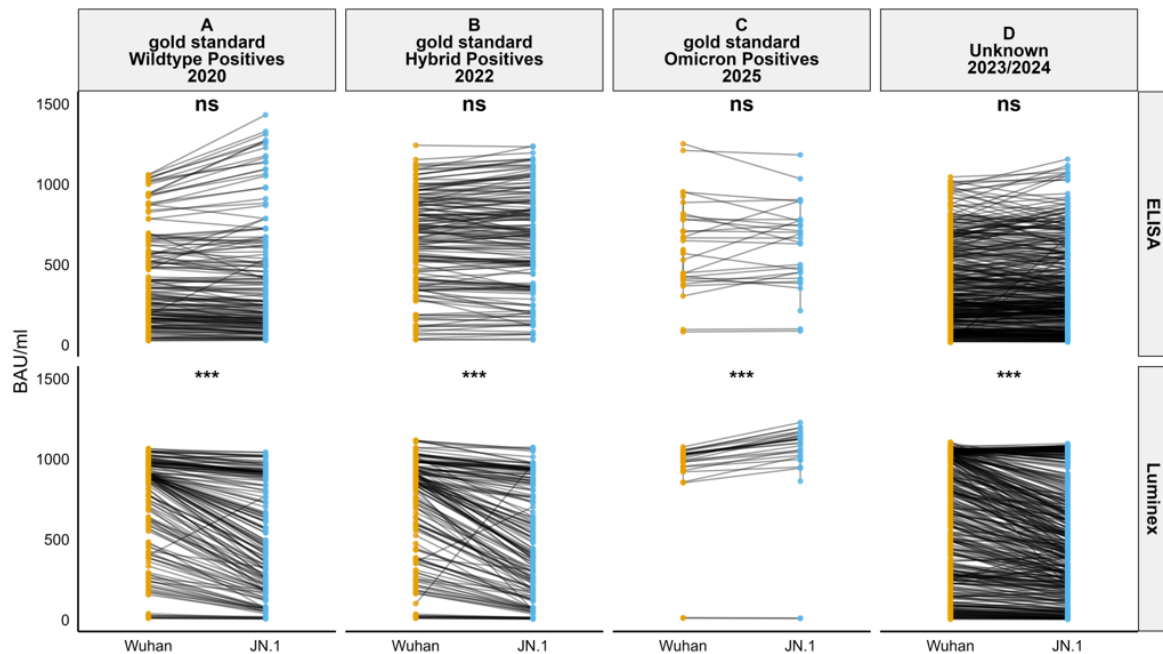 A
gold standard
Wildtype Positives
2020
B
gold standard
Hybrid Positives
2022
C
gold standard
Omicron Positives
2025
D
Unknown
2023/2024
ns
ns
ns
ns
1500
1000
500
0
ELISA
BAU/ml
***
***
***
***
1500
1000
500
0
Luminex
Wuhan JN.1
Wuhan JN.1
Wuhan JN.1
Wuhan JN.1